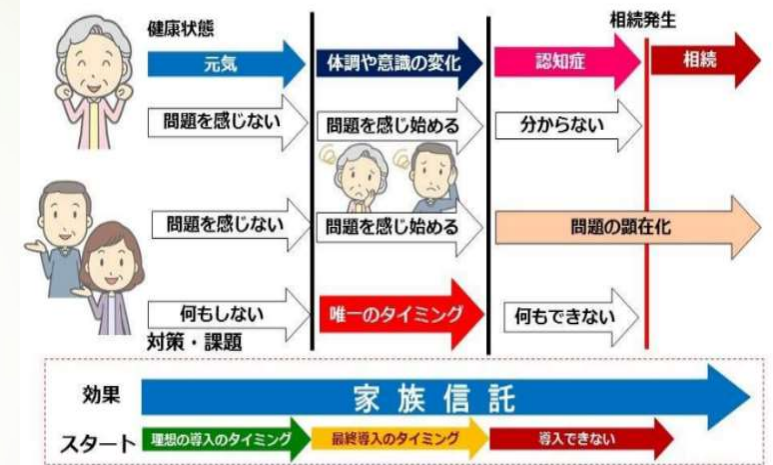 健康状態
相続発生
元気
体調や意識の変化
認知症
相続
問題を感じない
問題を感じ始める
分からない
問題を感じない
問題を感じ始める
問題の顕在化
何もしない
唯一のタイミング
何もできない
対策・課題
効果
家族信託
スタート
理想の導入のタイミング
最終導入のタイミング
導入できない